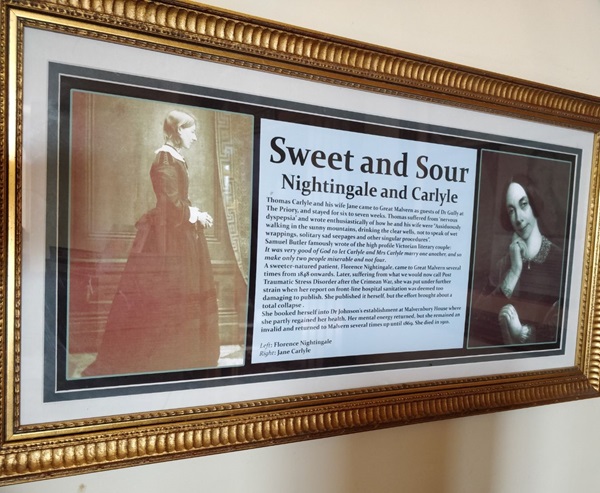 Sweet and Sour
Nightingale and Carlyle
Thomas Carlyle and his wife Jane came to Great Malvern as guests of Dr Gully at
The Priory, and stayed for six to seven weeks. Thomas suffered from 'nervous
dyspepsia' and wrote enthusiastically of how he and his wife were "Assiduously
walking in the sunny mountains, drinking the clear wells, not to speak of wet
wrappings, solitary sad seepages and other singular procedures".
Samuel Butler famously wrote of the high profile Victorian literary couple:
It was very good of God to let Carlyle and Mrs Carlyle marry one another, and so
make only two people miserable and not four.
A sweeter-natured patient, Florence Nightingale, came to Great Malvern several
times from 1848 onwards. Later, suffering from what we would now call Post
Traumatic Stress Disorder after the Crimean War, she was put under further
strain when her report on front line hospital sanitation was deemed too
damaging to publish. She published it herself, but the effort brought about a
total collapse.
She booked herself into Dr Johnson's establishment at Malvernbury House where
she partly regained her health. Her mental energy returned, but she remained an
invalid and returned to Malvern several times up until 1869. She died in 1910.
Left: Florence Nightingale
Right: Jane Carlyle